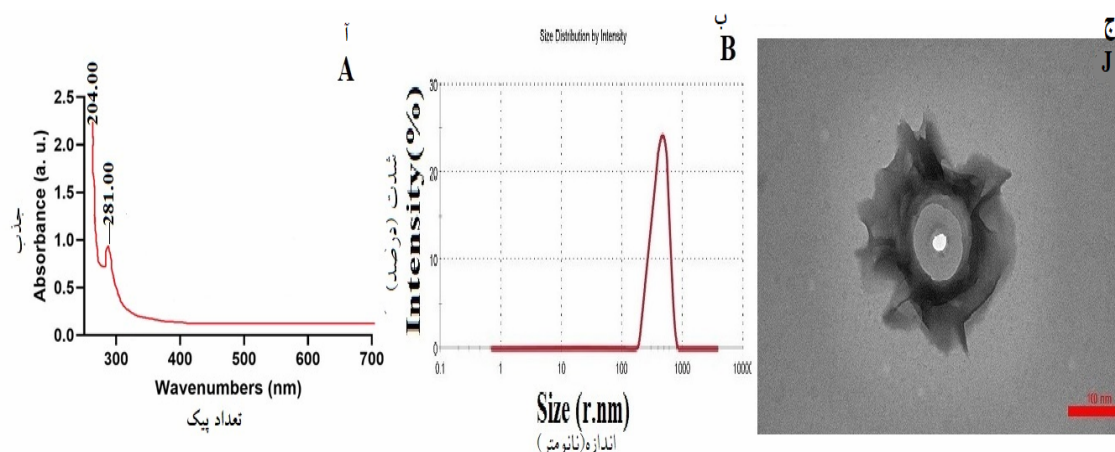 آ
A
204.00
281.00
2.5
2.0
1.5
1.0
0.5
0.0
Absorbance (a. u.)
جذب
300 400 500 600 700
Wavenumbers (nm)
تعداد پیک
ب
B
Size Distribution by Intensity
30
20
10
0
Intensity(%)
شدت (درصد)
0.1 1 10 100 1000 10000
Size (r.nm)
اندازه(نانومتر)
ج
J
100 nm